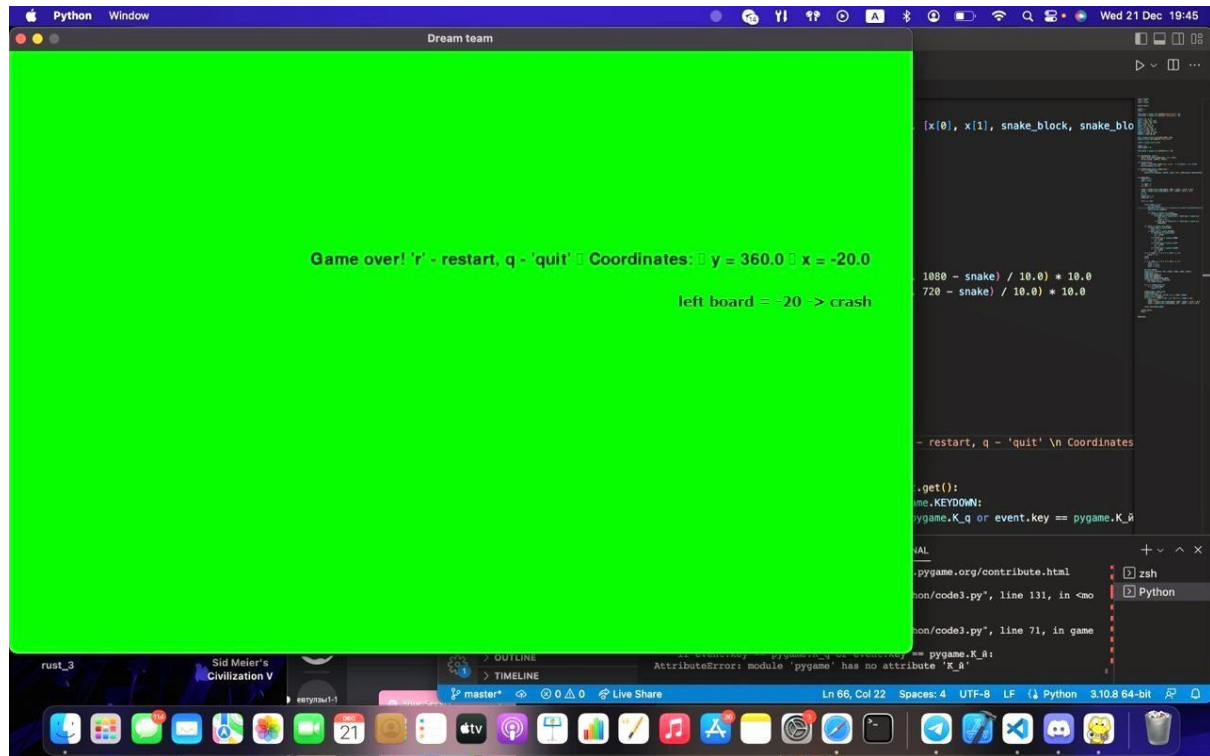 Python Window
14
A
Wed 21 Dec 19:45
Dream team
[x[0], x[1], snake_block, snake_blo
Game over! 'r' - restart, q - 'quit' Coordinates: y = 360.0 x = -20.0
1080 - snake) / 10.0) * 10.0
left board = -20 -> crash
720 - snake) / 10.0) * 10.0
- restart, q - 'quit' \n Coordinates
.get():
me.KEYDOWN:
pygame.K_q or event.key == pygame.K_й
NAL
.pygame.org/contribute.html
zsh
hon/code3.py", line 131, in <mo
Python
hon/code3.py", line 71, in game
if event.key == pygame.K_q or event.key == pygame.K_й:
AttributeError: module 'pygame' has no attribute 'K_й'
rust_3
Sid Meier's
Civilization V
OUTLINE
TIMELINE
master* 0 0 Live Share
Ln 66, Col 22 Spaces: 4 UTF-8 LF Python 3.10.8 64-bit
DEC
21
tv